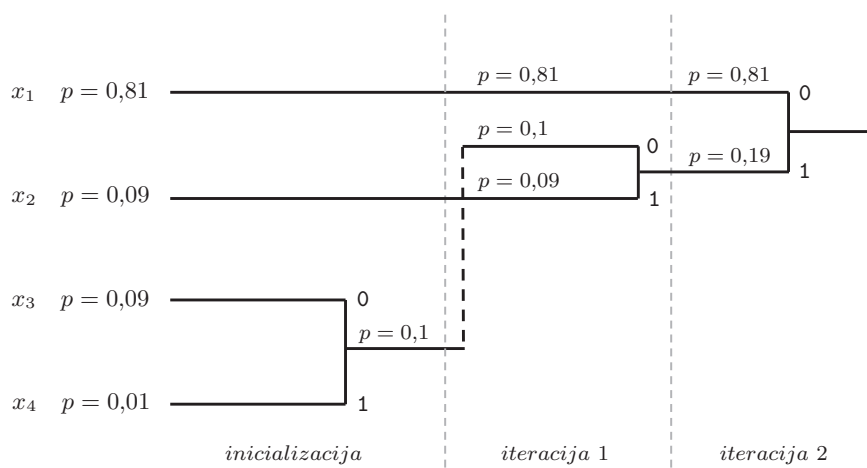 p = 0,81 p = 0,81
x₁ p = 0,81 0
p = 0,1
0
p = 0,19
p = 0,09 1
x₂ p = 0,09 1
x₃ p = 0,09 0
p = 0,1
x₄ p = 0,01 1
inicializacija iteracija 1 iteracija 2